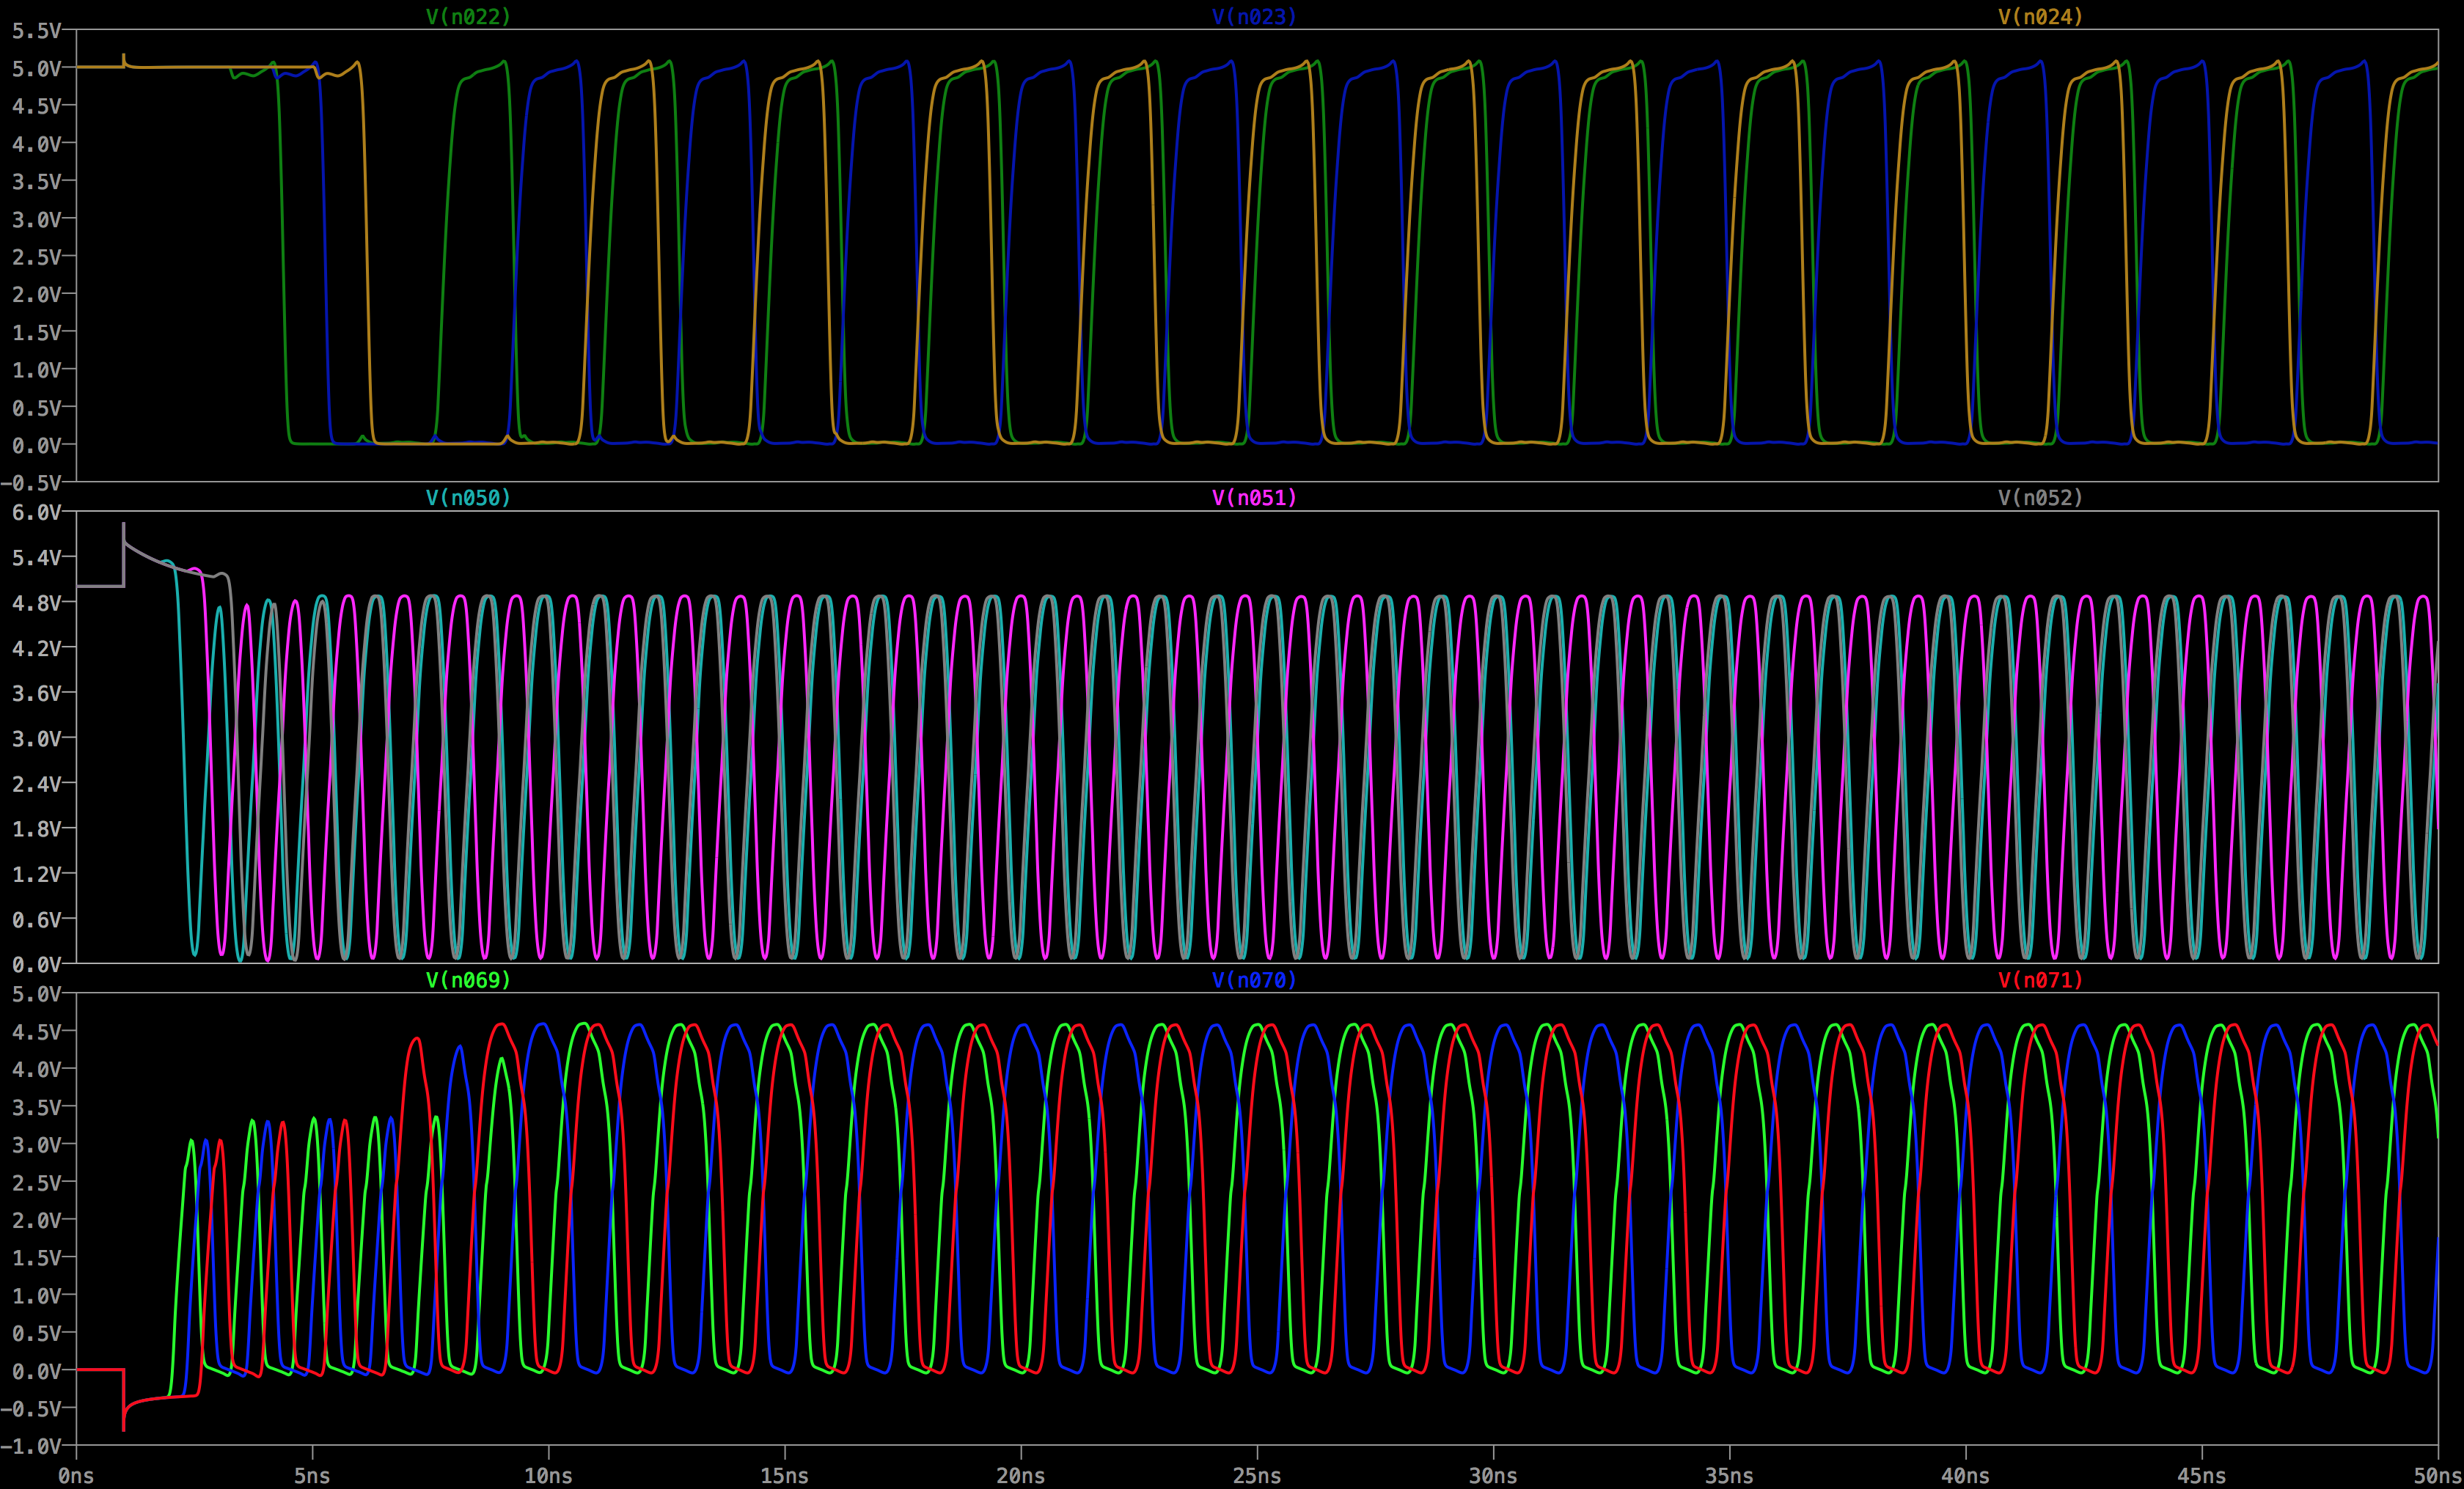 V(n022) V(n023) V(n024)
5.5V
5.0V
4.5V
4.0V
3.5V
3.0V
2.5V
2.0V
1.5V
1.0V
0.5V
0.0V
-0.5V
V(n050) V(n051) V(n052)
6.0V
5.4V
4.8V
4.2V
3.6V
3.0V
2.4V
1.8V
1.2V
0.6V
0.0V
V(n069) V(n070) V(n071)
5.0V
4.5V
4.0V
3.5V
3.0V
2.5V
2.0V
1.5V
1.0V
0.5V
0.0V
-0.5V
-1.0V
0ns 5ns 10ns 15ns 20ns 25ns 30ns 35ns 40ns 45ns 50ns